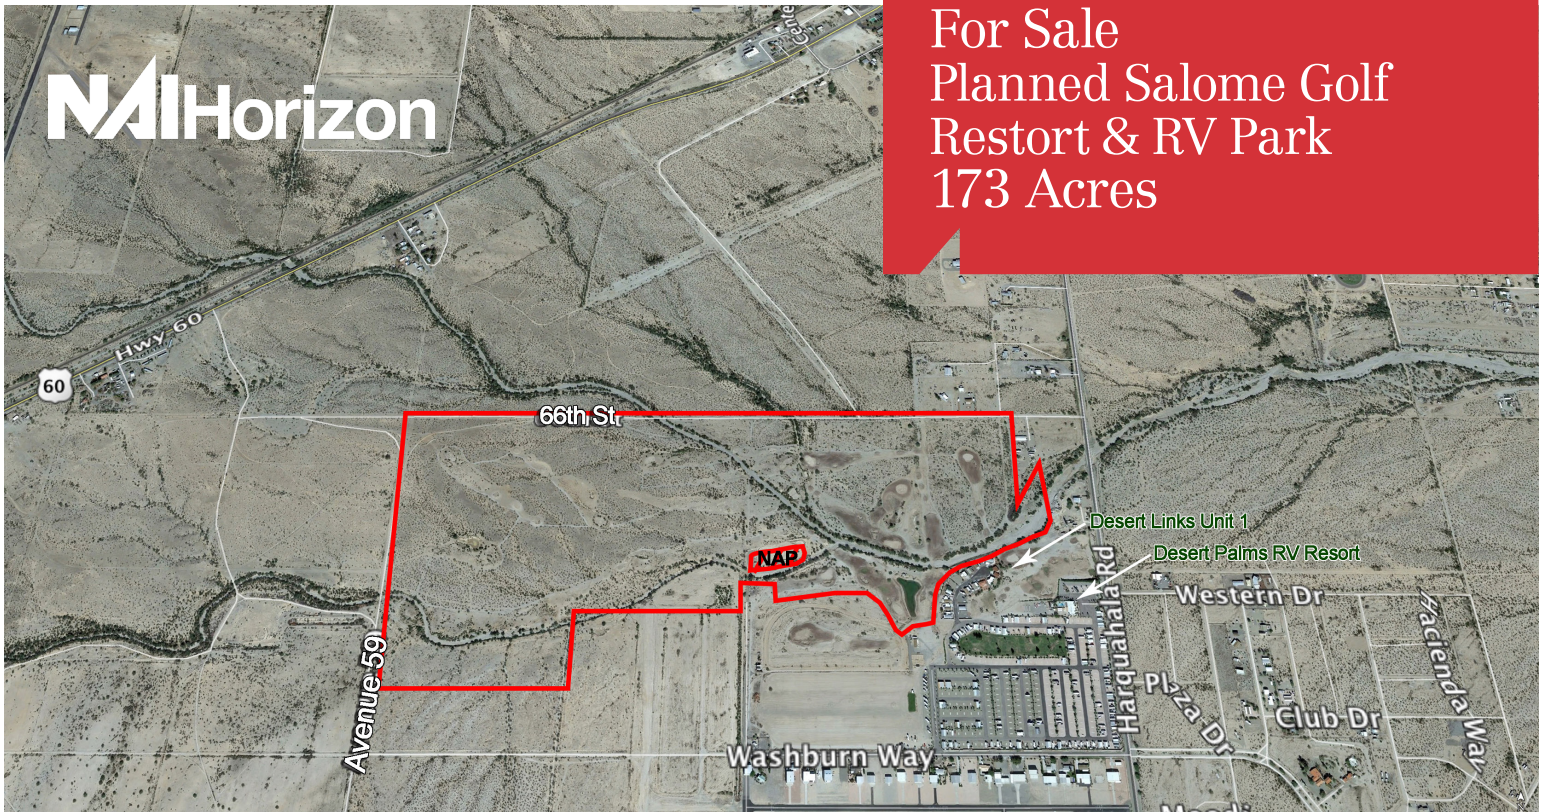 For Sale
Planned Salome Golf
Restort & RV Park
173 Acres
NAIHorizon
Hwy 60
60
66th St.
NAP
Desert Links Unit 1
Desert Palms RV Resort
Harquahala Rd
Western Dr
Hacienda Way
Plaza Dr
Club Dr
Avenue 59
Washburn Way